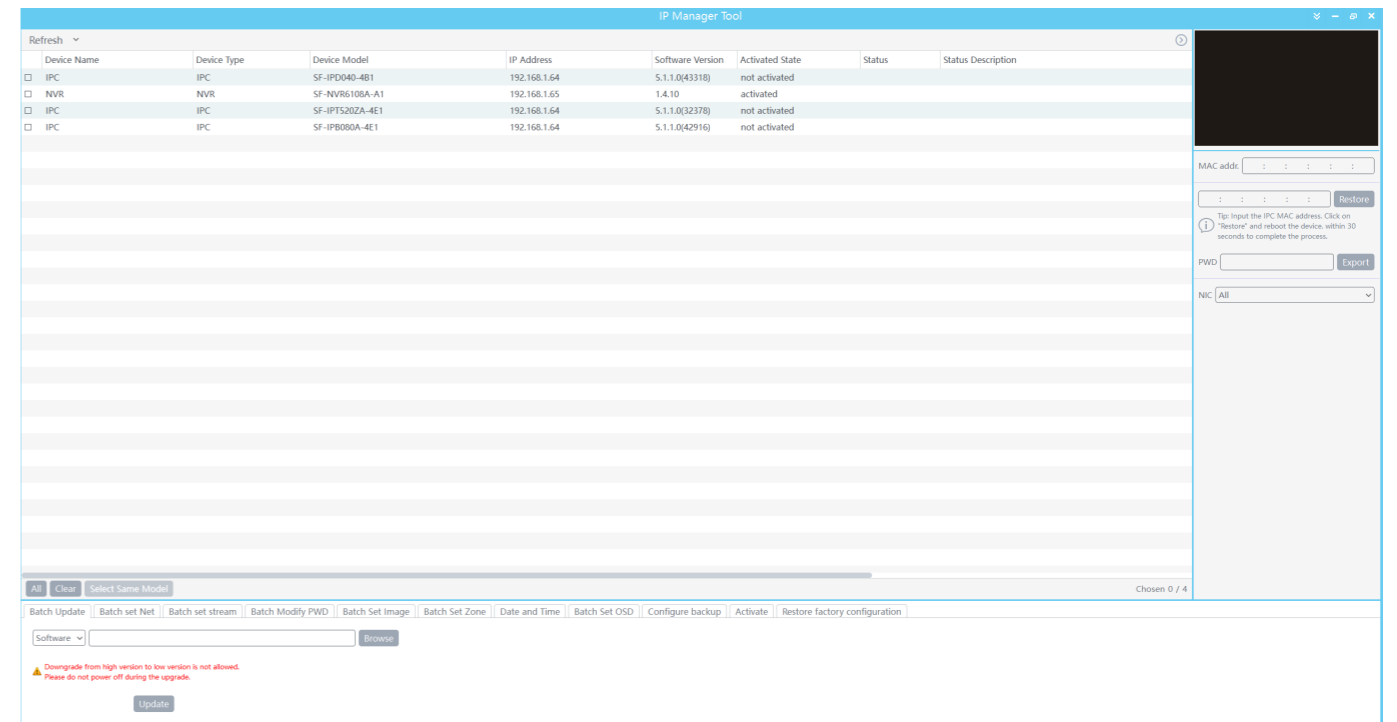 IP Manager Tool
Refresh
Device Name Device Type Device Model IP Address Software Version Activated State Status Status Description
IPC IPC SF-IPD040-4B1 192.168.1.64 5.1.1.0(43318) not activated
NVR NVR SF-NVR6108A-A1 192.168.1.65 1.4.10 activated
IPC IPC SF-IPT520ZA-4E1 192.168.1.64 5.1.1.0(32378) not activated
IPC IPC SF-IPB080A-4E1 192.168.1.64 5.1.1.0(42916) not activated
MAC addr. : : : : :
: : : : : Restore
Tip: Input the IPC MAC address. Click on
"Restore" and reboot the device. within 30
seconds to complete the process.
PWD Export
NIC All
All Clear Select Same Model Chosen 0 / 4
Batch Update Batch set Net Batch set stream Batch Modify PWD Batch Set Image Batch Set Zone Date and Time Batch Set OSD Configure backup Activate Restore factory configuration
Software Browse
Downgrade from high version to low version is not allowed.
Please do not power off during the upgrade.
Update